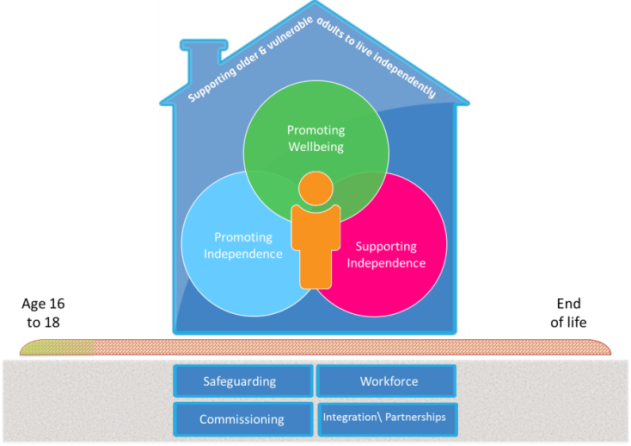 Supporting older & vulnerable adults to live independently
Promoting
Wellbeing
Promoting
Independence
Supporting
Independence
Age 16
to 18
End
of life
Safeguarding
Workforce
Commissioning
Integration\ Partnerships